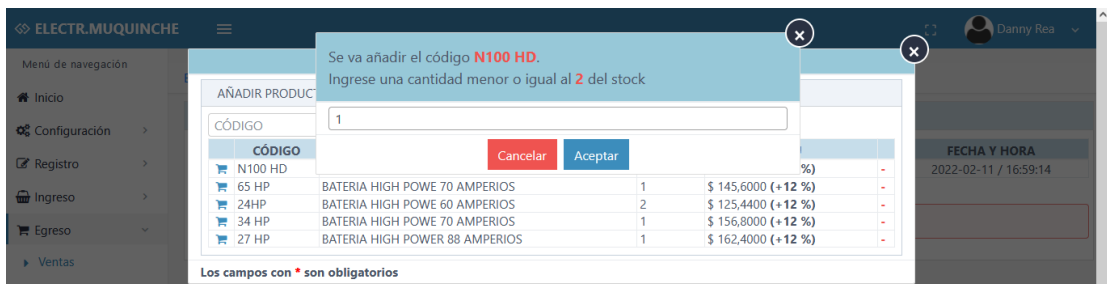 ELECTR.MUQUINCHE
Danny Rea
Menú de navegación
Inicio
Configuración
Registro
Ingreso
Egreso
Ventas
Se va añadir el código N100 HD.
Ingrese una cantidad menor o igual al 2 del stock
1
Cancelar Aceptar
AÑADIR PRODUCT
CÓDIGO
CÓDIGO
N100 HD %) -
65 HP BATERIA HIGH POWE 70 AMPERIOS 1 $ 145,6000 (+12 %) -
24HP BATERIA HIGH POWE 60 AMPERIOS 2 $ 125,4400 (+12 %) -
34 HP BATERIA HIGH POWE 70 AMPERIOS 1 $ 156,8000 (+12 %) -
27 HP BATERIA HIGH POWER 88 AMPERIOS 1 $ 162,4000 (+12 %) -
Los campos con * son obligatorios
FECHA Y HORA
2022-02-11 / 16:59:14